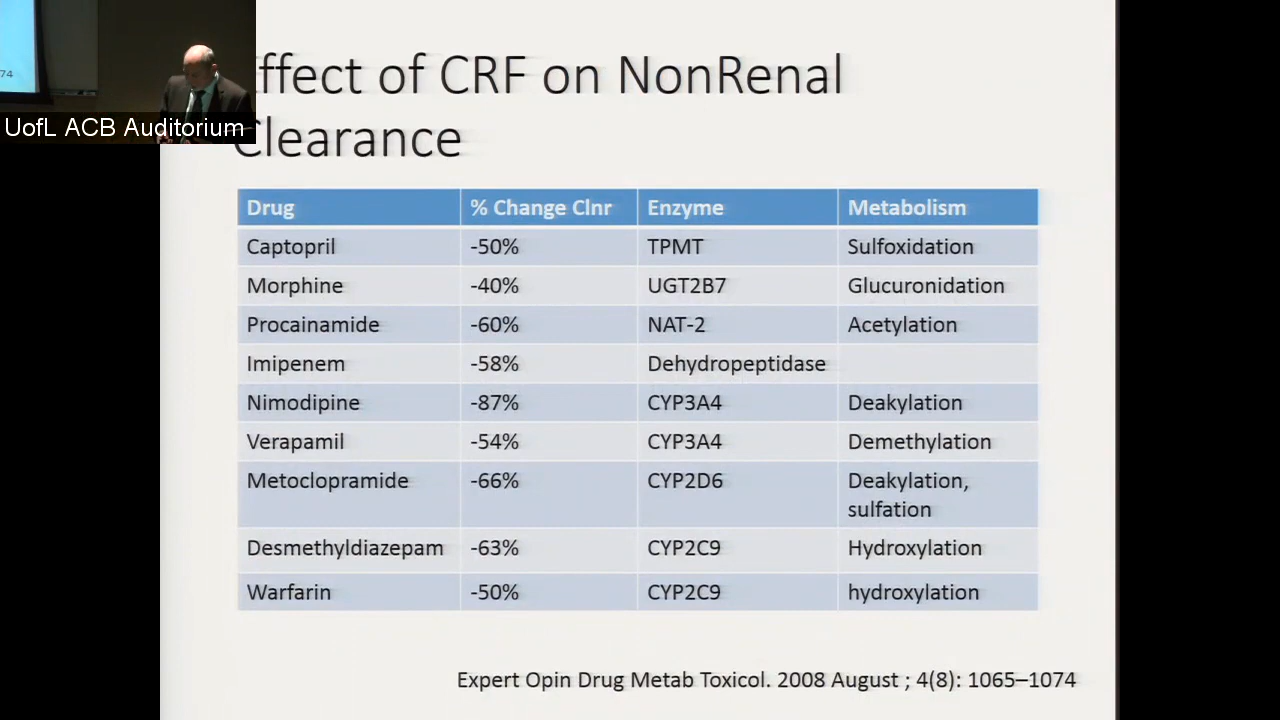 74
UofL ACB Auditorium
ffect of CRF on NonRenal
Clearance
Drug % Change Clnr Enzyme Metabolism
Captopril -50% TPMT Sulfoxidation
Morphine -40% UGT2B7 Glucuronidation
Procainamide -60% NAT-2 Acetylation
Imipenem -58% Dehydropeptidase
Nimodipine -87% CYP3A4 Deakylation
Verapamil -54% CYP3A4 Demethylation
Metoclopramide -66% CYP2D6 Deakylation,
sulfation
Desmethyldiazepam -63% CYP2C9 Hydroxylation
Warfarin -50% CYP2C9 hydroxylation
Expert Opin Drug Metab Toxicol. 2008 August ; 4(8): 1065–1074